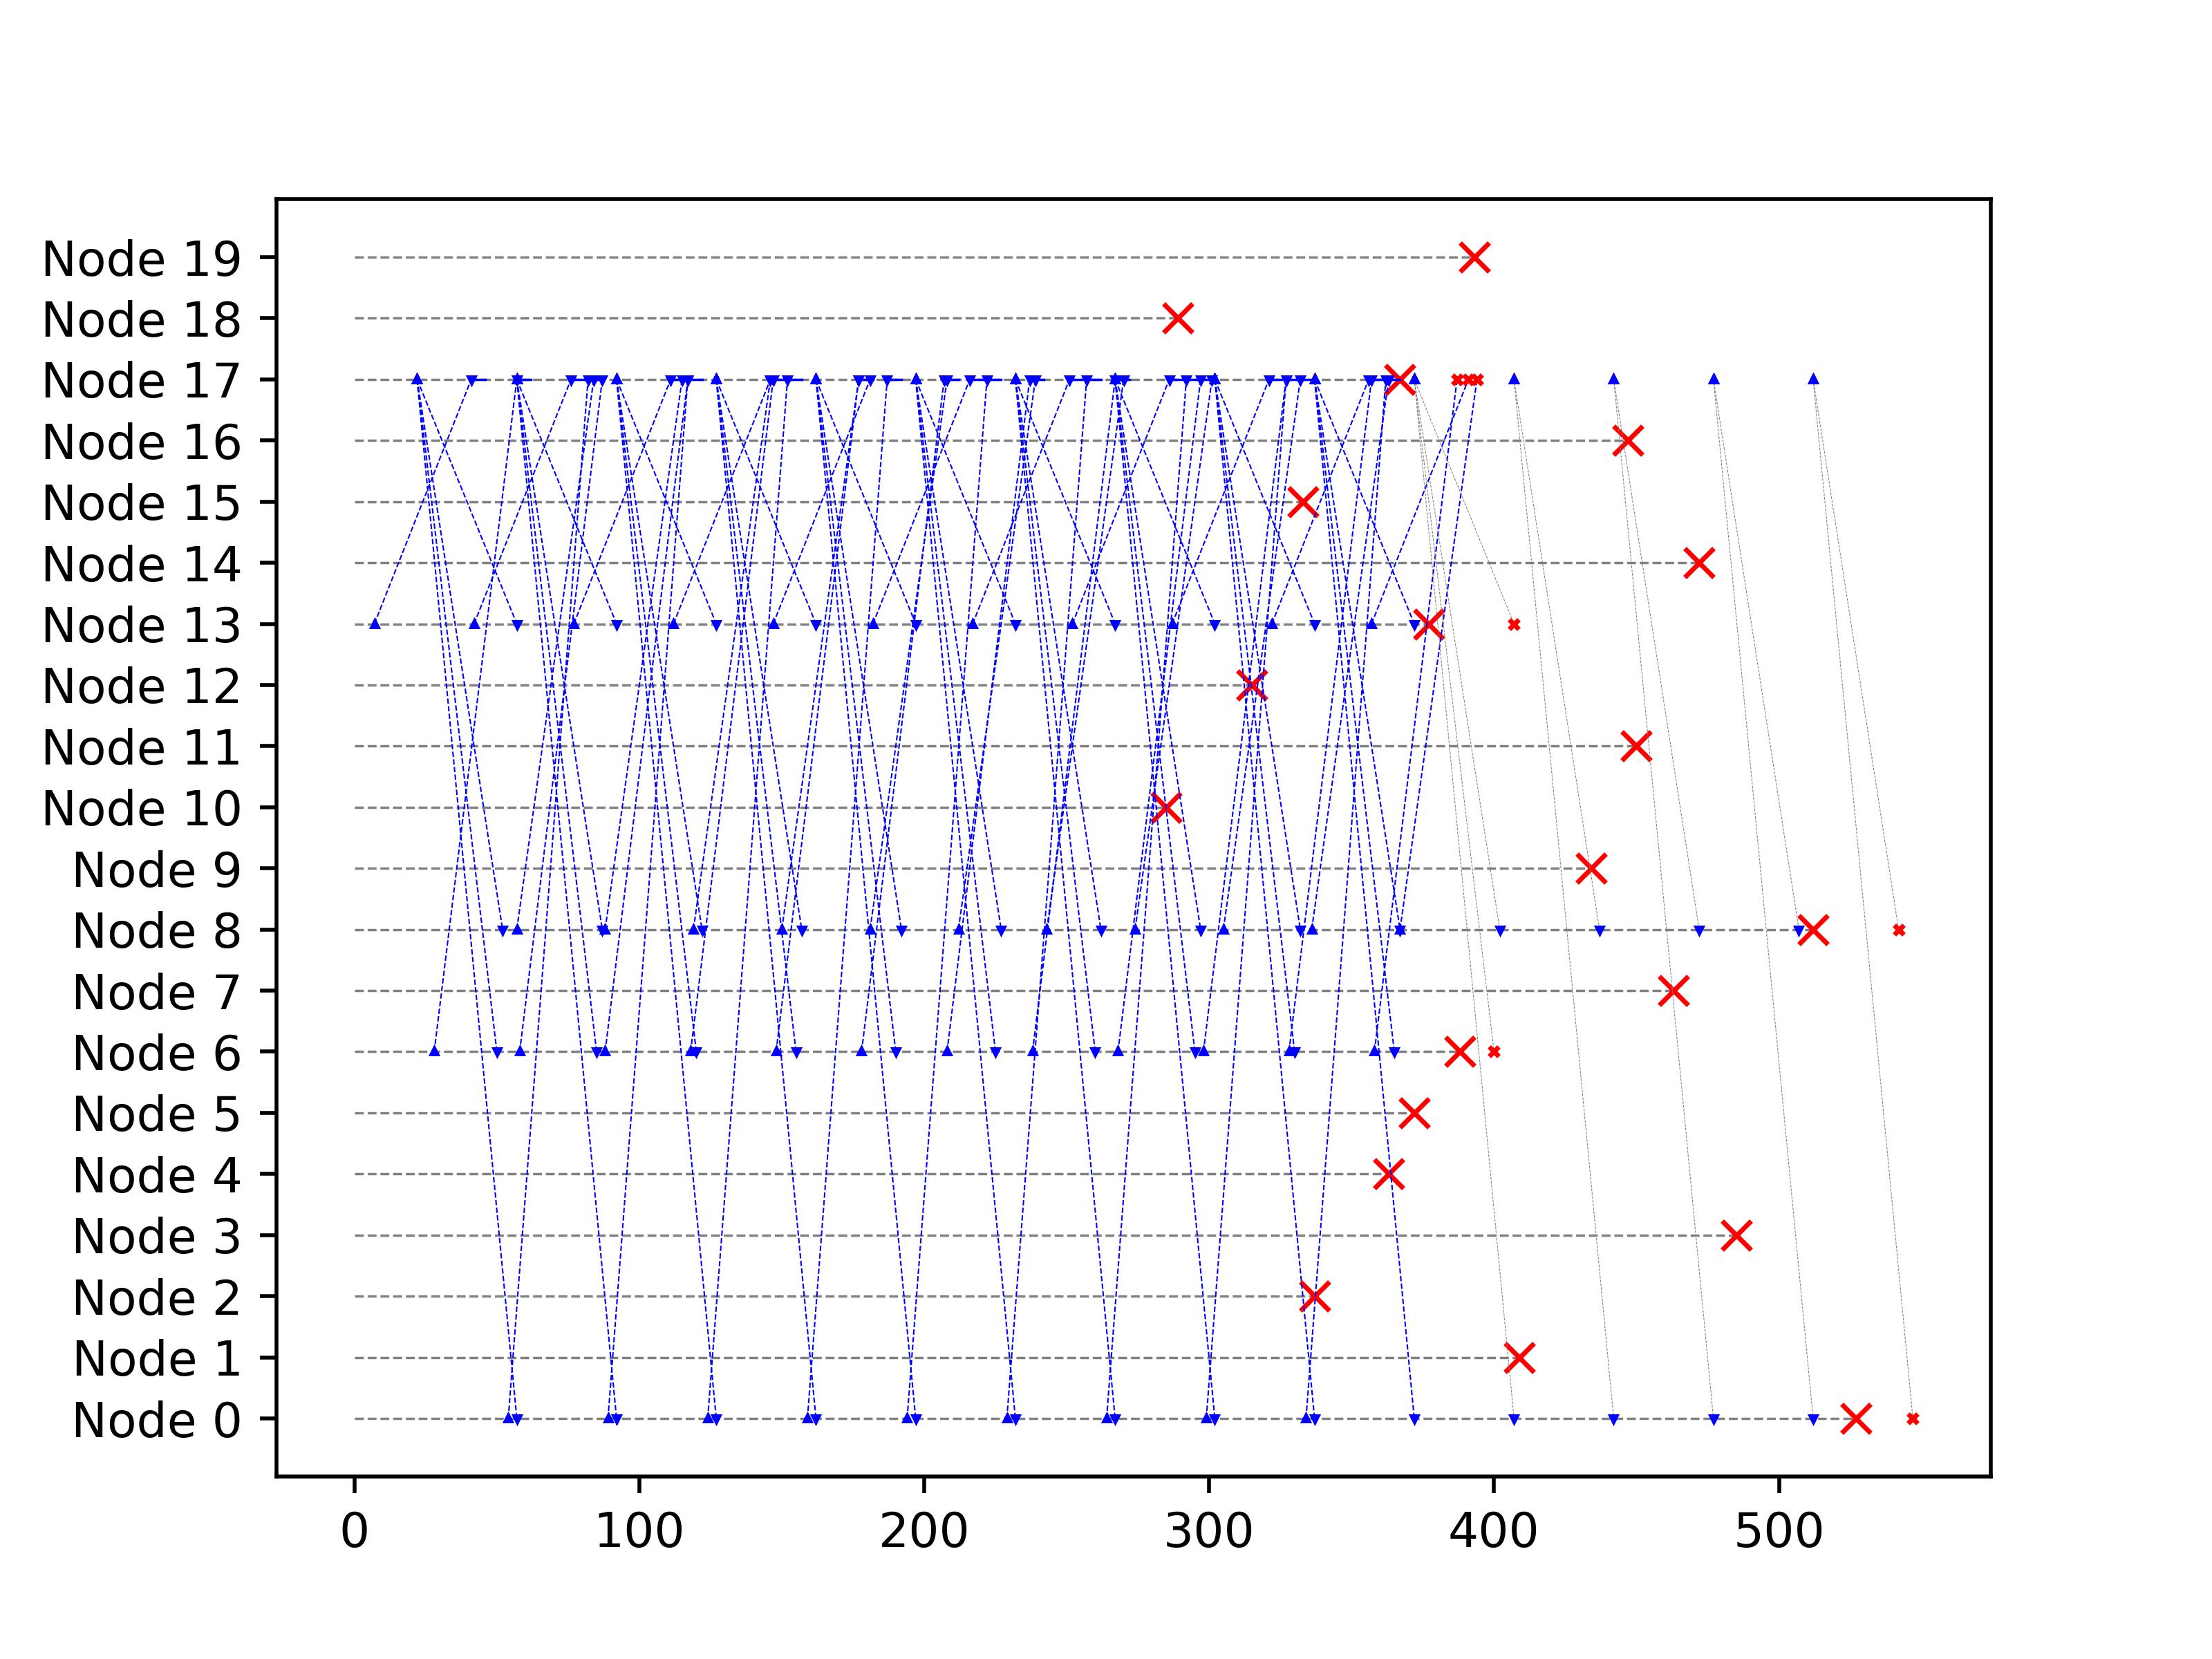 Node 19
Node 18
Node 17
Node 16
Node 15
Node 14
Node 13
Node 12
Node 11
Node 10
Node 9
Node 8
Node 7
Node 6
Node 5
Node 4
Node 3
Node 2
Node 1
Node 0
0 100 200 300 400 500